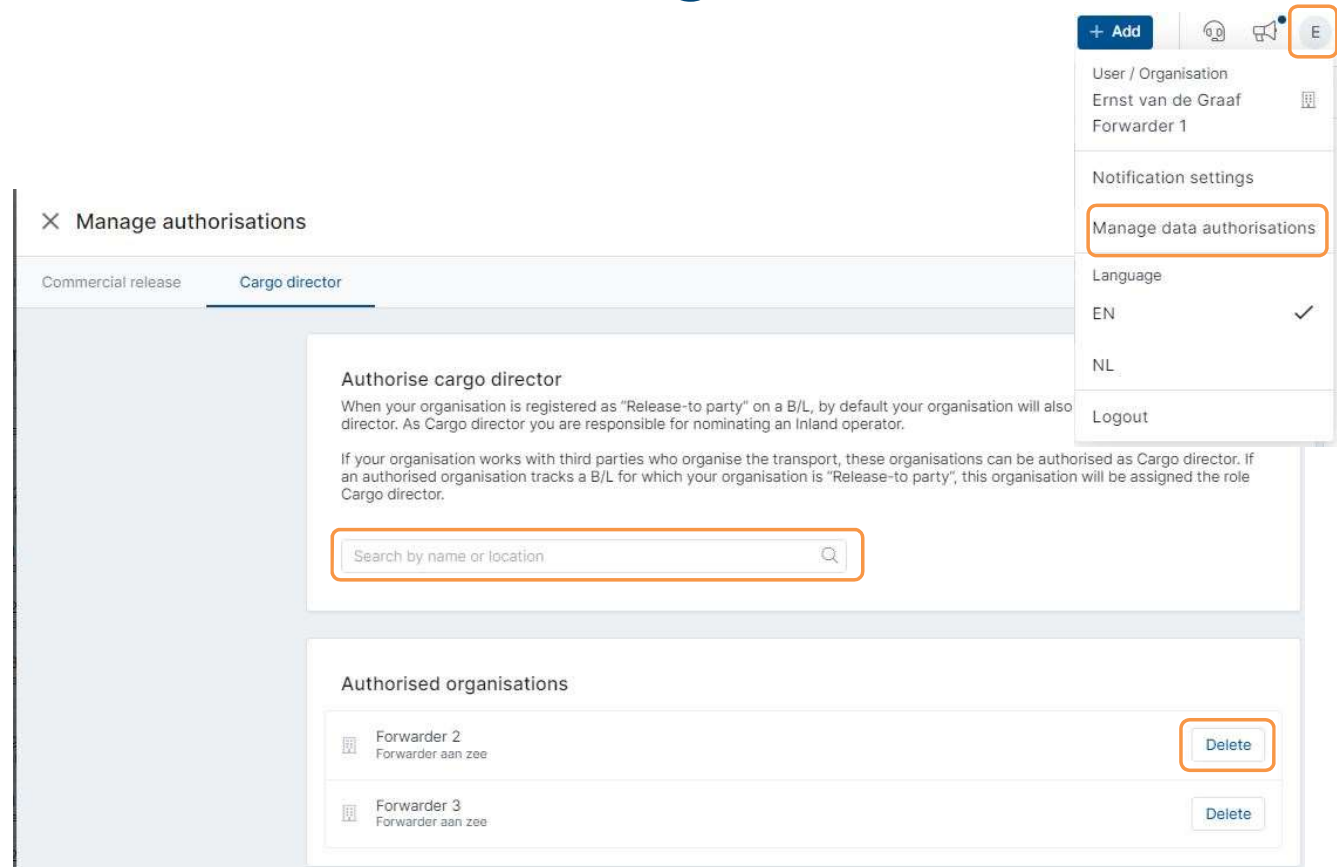 + Add
E
User / Organisation
Ernst van de Graaf
Forwarder 1
Notification settings
Manage data authorisations
Language
EN
NL
Logout
Manage authorisations
Commercial release
Cargo director
Authorise cargo director
When your organisation is registered as "Release-to party" on a B/L, by default your organisation will also
director. As Cargo director you are responsible for nominating an Inland operator.
If your organisation works with third parties who organise the transport, these organisations can be authorised as Cargo director. If
an authorised organisation tracks a B/L for which your organisation is "Release-to party", this organisation will be assigned the role
Cargo director.
Search by name or location
Authorised organisations
Forwarder 2
Forwarder aan zee
Delete
Forwarder 3
Forwarder aan zee
Delete